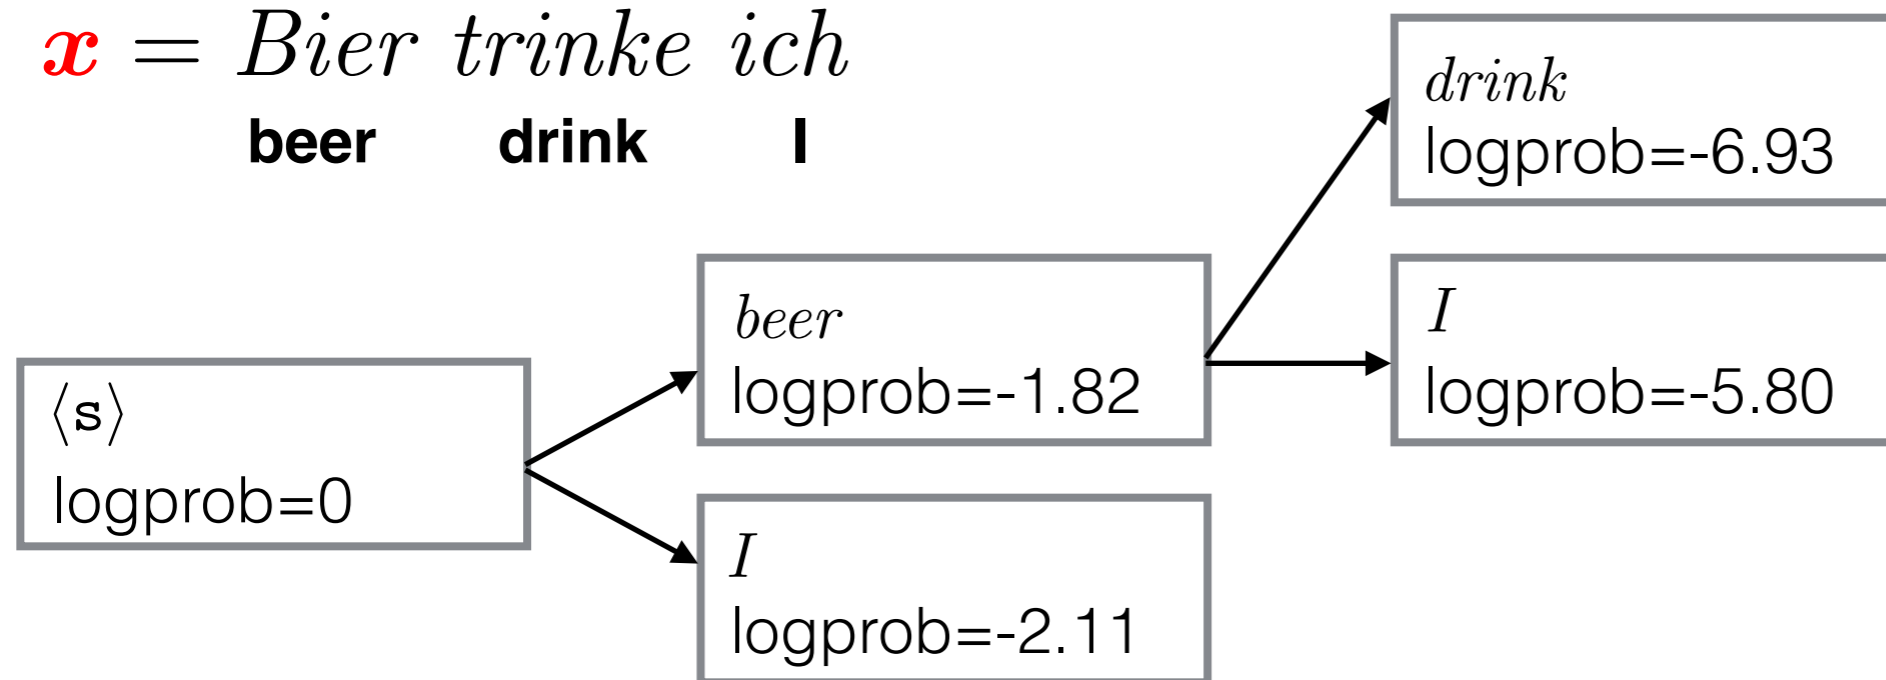 x = Bier trinke ich
beer drink I
drink
logprob=-6.93
beer
logprob=-1.82
I
logprob=-5.80
⟨s⟩
logprob=0
I
logprob=-2.11